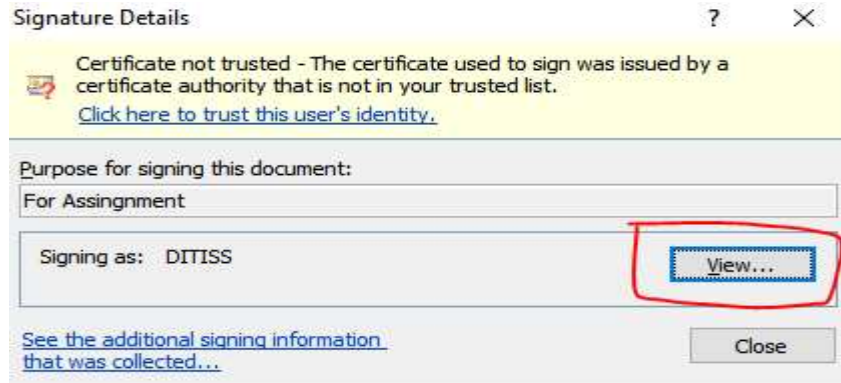 Signature Details
Certificate not trusted - The certificate used to sign was issued by a
certificate authority that is not in your trusted list.
Click here to trust this user's identity.
Purpose for signing this document:
For Assingnment
Signing as: DITISS
View...
See the additional signing information
that was collected...
Close